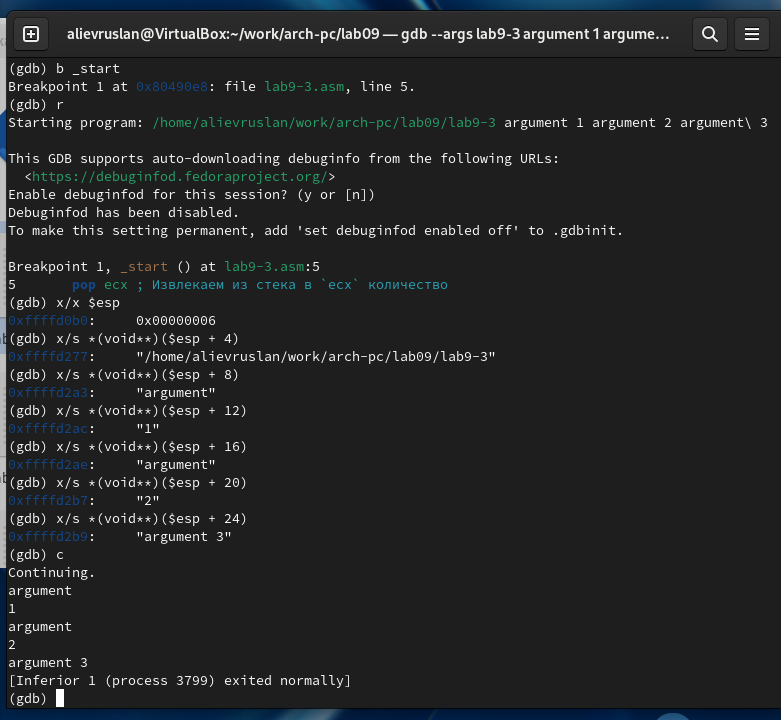 alievruslan@VirtualBox:~/work/arch-pc/lab09 — gdb --args lab9-3 argument 1 argume…
(gdb) b _start
Breakpoint 1 at 0x80490e8: file lab9-3.asm, line 5.
(gdb) r
Starting program: /home/alievruslan/work/arch-pc/lab09/lab9-3 argument 1 argument 2 argument\ 3
This GDB supports auto-downloading debuginfo from the following URLs:
<https://debuginfod.fedoraproject.org/>
Enable debuginfod for this session? (y or [n])
Debuginfod has been disabled.
To make this setting permanent, add 'set debuginfod enabled off' to .gdbinit.
Breakpoint 1, _start () at lab9-3.asm:5
5 pop ecx ; Извлекаем из стека в `ecx` количество
(gdb) x/x $esp
0xffffd0b0: 0x00000006
(gdb) x/s *(void**)($esp + 4)
0xffffd277: "/home/alievruslan/work/arch-pc/lab09/lab9-3"
(gdb) x/s *(void**)($esp + 8)
0xffffd2a3: "argument"
(gdb) x/s *(void**)($esp + 12)
0xffffd2ac: "1"
(gdb) x/s *(void**)($esp + 16)
0xffffd2ae: "argument"
(gdb) x/s *(void**)($esp + 20)
0xffffd2b7: "2"
(gdb) x/s *(void**)($esp + 24)
0xffffd2b9: "argument 3"
(gdb) c
Continuing.
argument
1
argument
2
argument 3
[Inferior 1 (process 3799) exited normally]
(gdb)